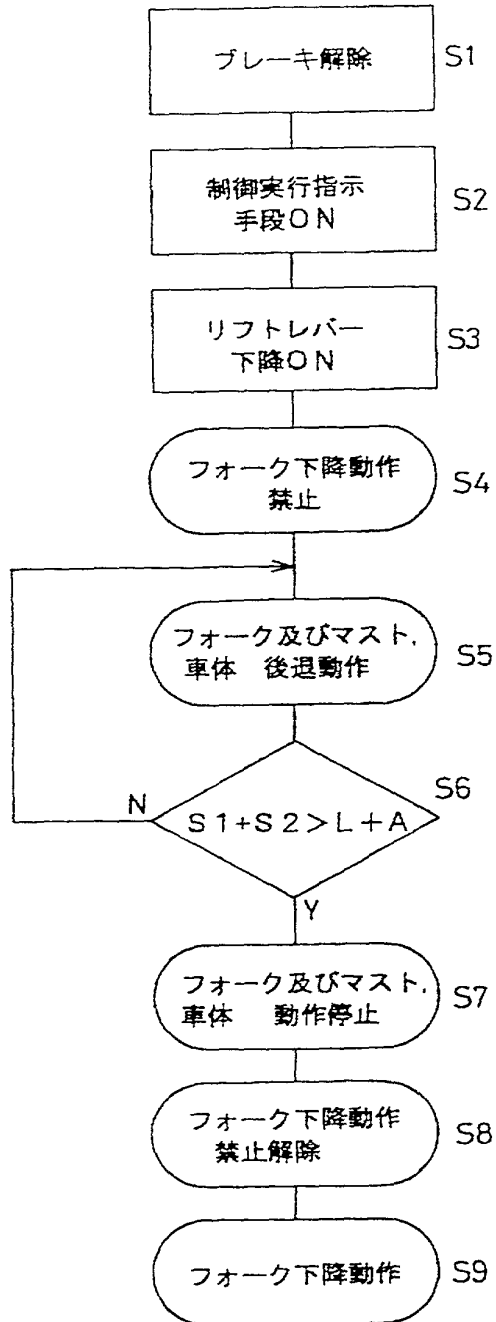 ブレーキ解除
S1
制御実行指示
手段ON
S2
リフトレバー
下降ON
S3
フォーク下降動作
禁止
S4
フォーク及びマスト,
車体 後退動作
S5
S6
N
S1+S2>L+A
Y
フォーク及びマスト,
車体 動作停止
S7
フォーク下降動作
禁止解除
S8
フォーク下降動作
S9